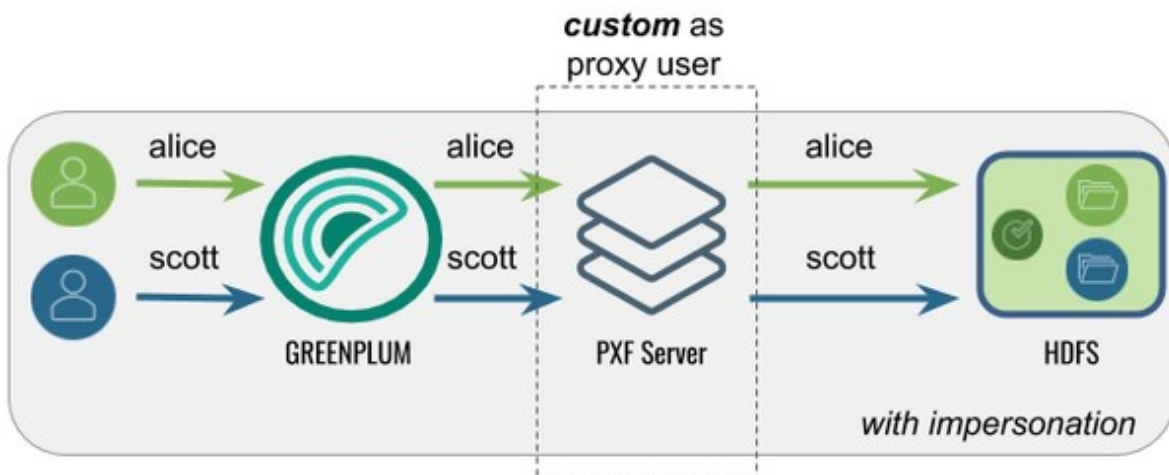 custom as
proxy user
alice
alice
alice
scott
scott
scott
GREENPLUM
PXF Server
HDFS
with impersonation